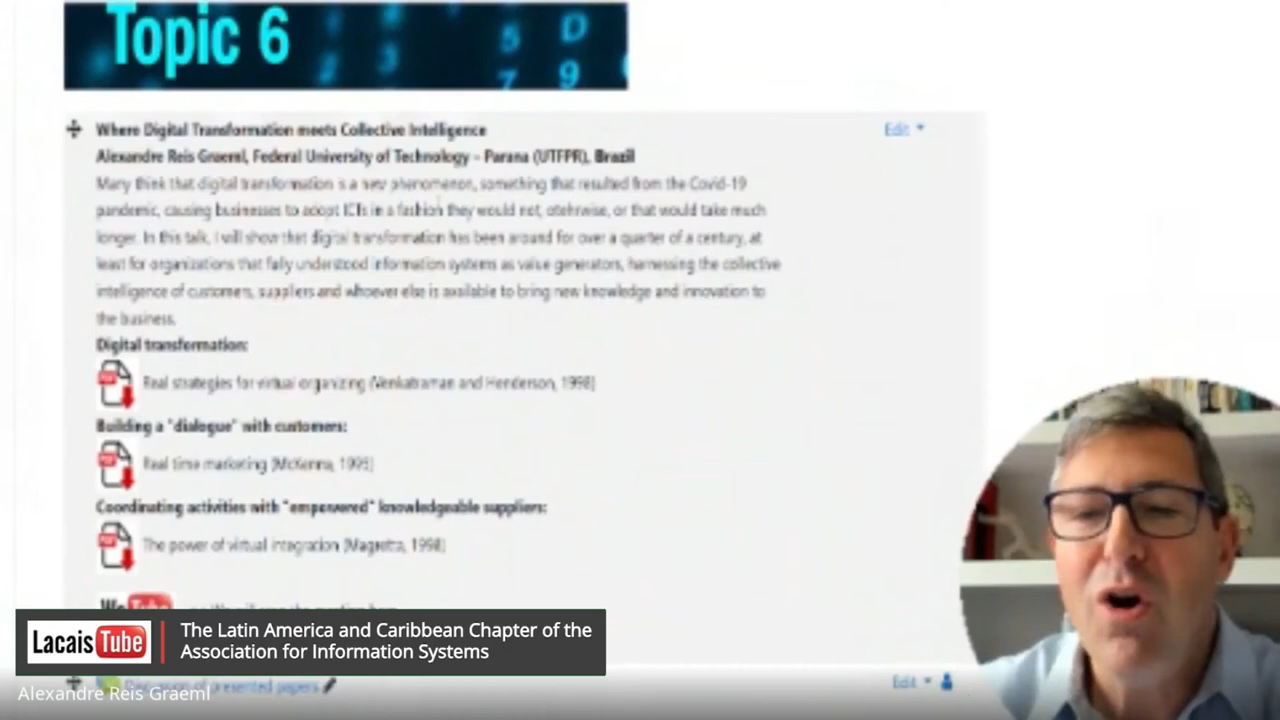 Topic 6
Where Digital Transformation meets Collective Intelligence
Edit
Alexandre Reis Graeml, Federal University of Technology - Parana (UTFPR), Brazil
Many think that digital transformation is a new phenomenon, something that resulted from the Covid-19
pandemic, causing businesses to adopt ICTs in a fashion they would not, otehrwise, or that would take much
longer. In this talk, I will show that digital transformation has been around for over a quarter of a century, at
least for organizations that fully understood information systems as value generators, harnessing the collective
intelligence of customers, suppliers and whoever else is available to bring new knowledge and innovation to
the business.
Digital transformation:
Real strategies for virtual organizing (Venkatraman and Henderson, 1998)
Building a "dialogue" with customers:
Real time marketing (McKenna, 1995)
Coordinating activities with "empowered" knowledgeable suppliers:
The power of virtual integration (Magretta, 1998)
Lacais Tube
The Latin America and Caribbean Chapter of the
Association for Information Systems
of presented papers
Edit
Alexandre Reis Graeml